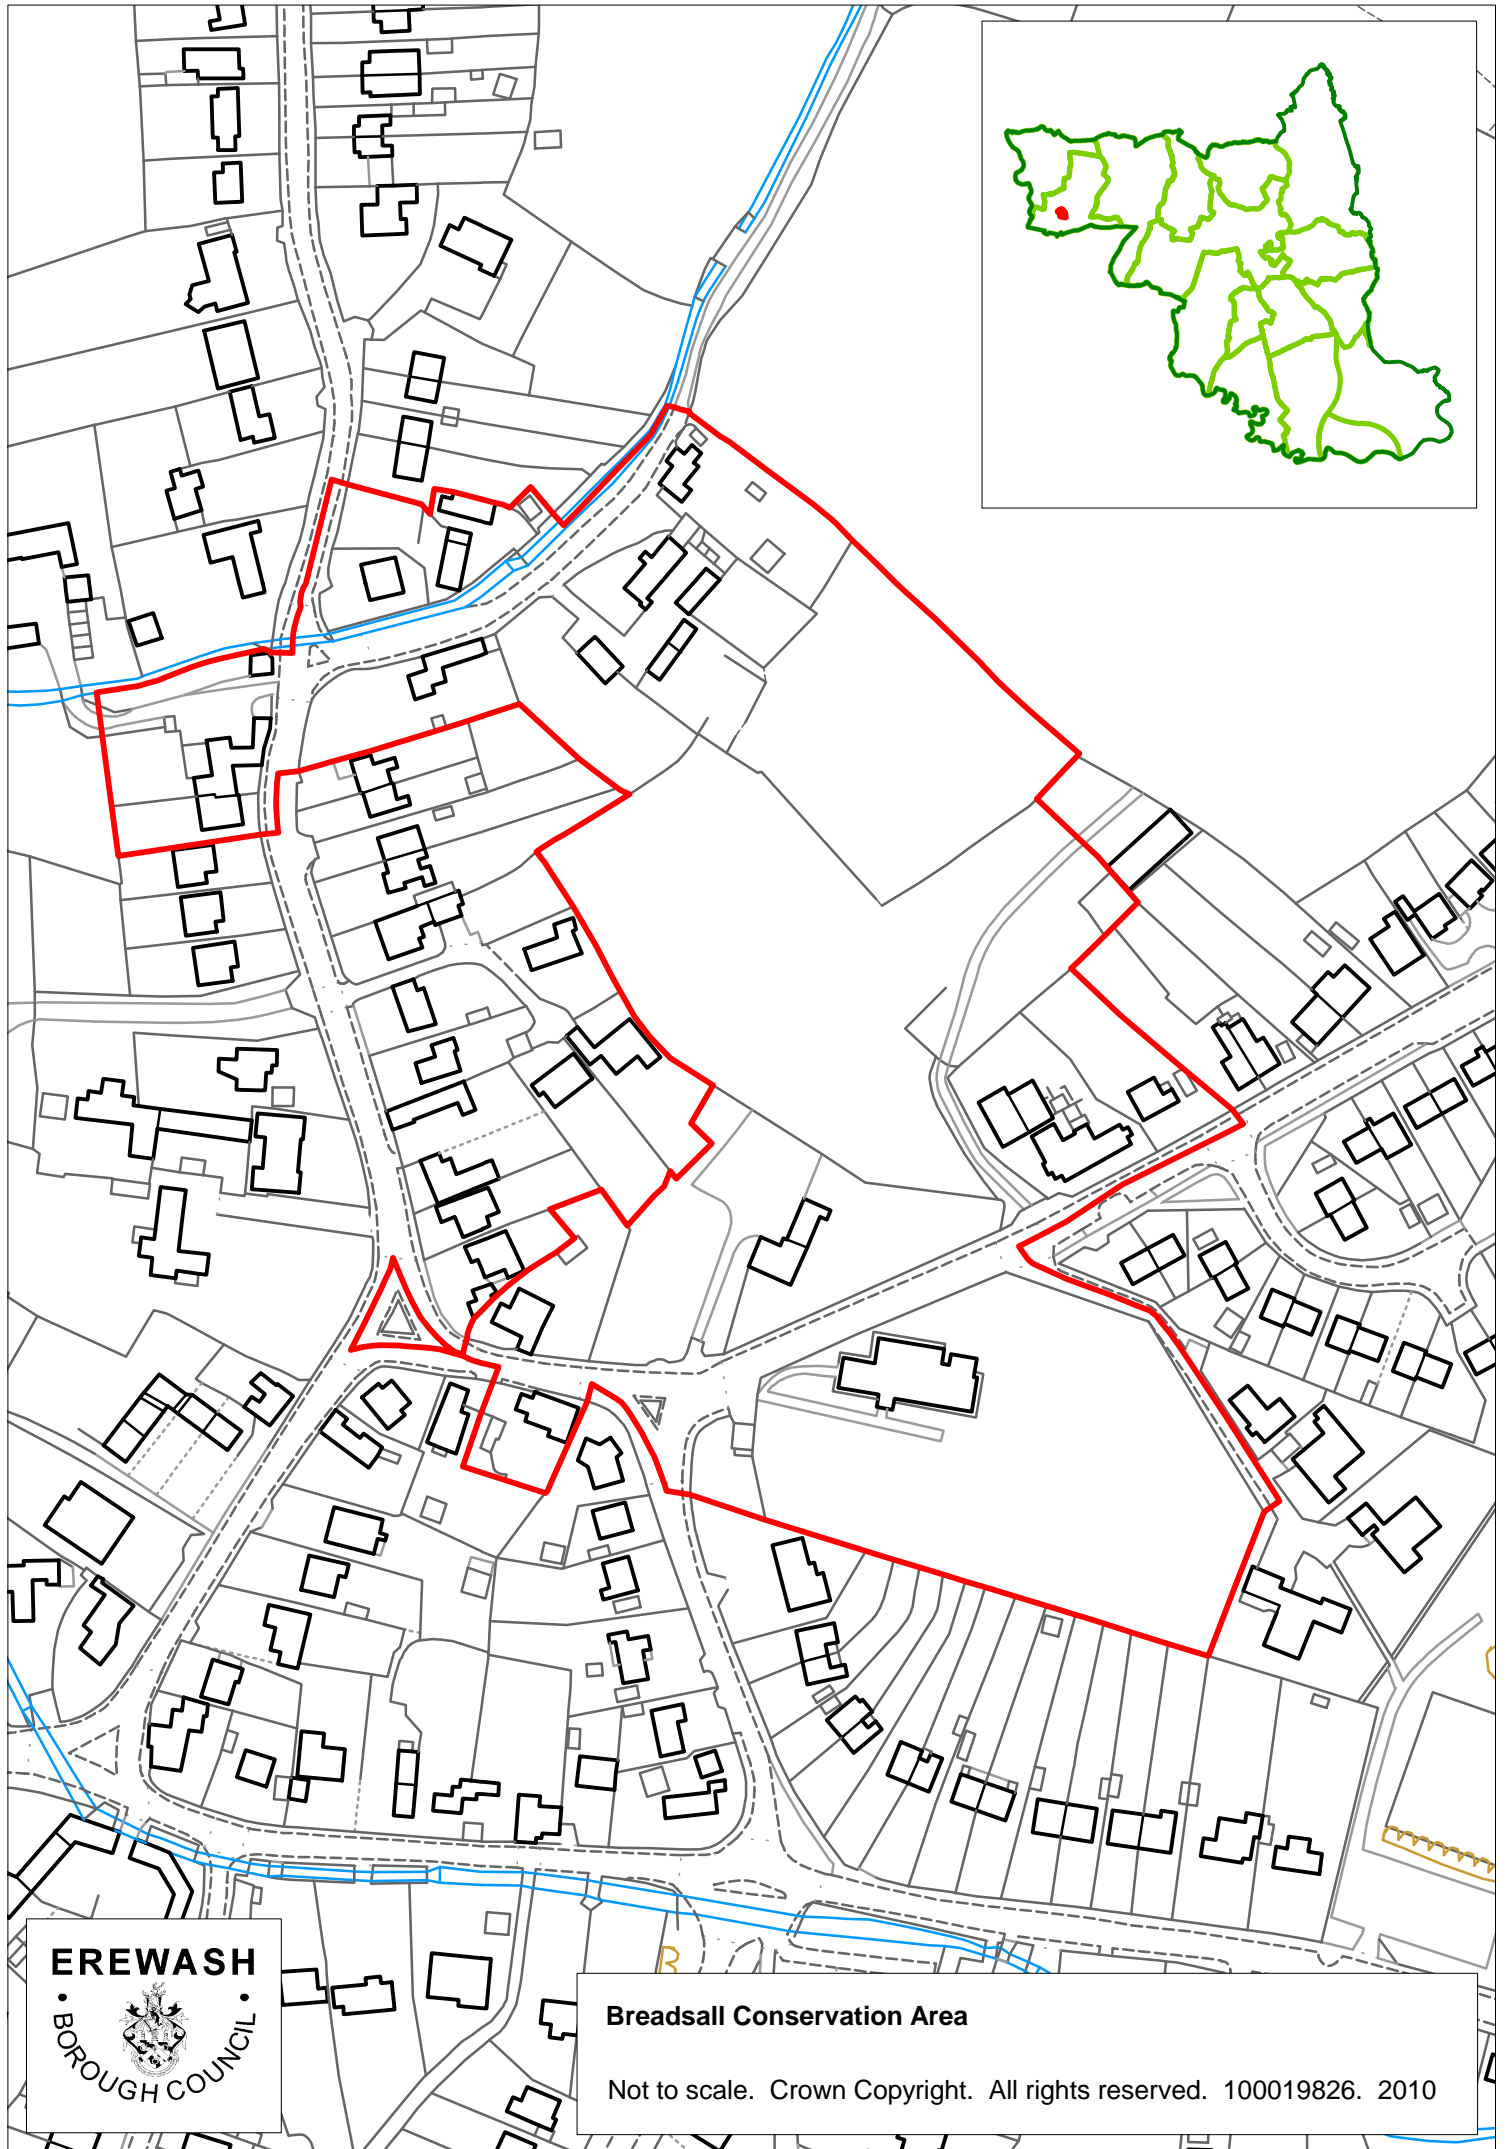 EREWASH
• BOROUGH COUNCIL •
Breadsall Conservation Area
Not to scale. Crown Copyright. All rights reserved. 100019826. 2010